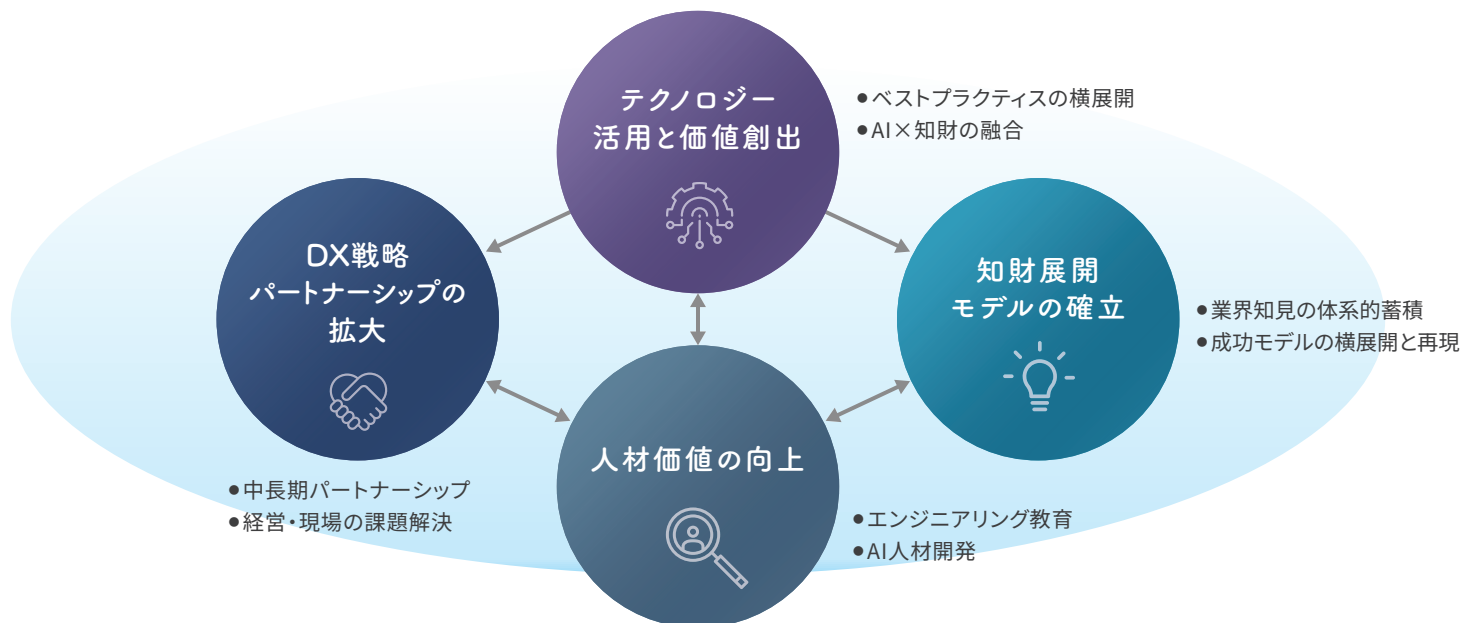 テクノロジー
活用と価値創出
●ベストプラクティスの横展開
●AI×知財の融合
DX戦略
パートナーシップの
拡大
●中長期パートナーシップ
●経営・現場の課題解決
知財展開
モデルの確立
●業界知見の体系的蓄積
●成功モデルの横展開と再現
人材価値の向上
●エンジニアリング教育
●AI人材開発